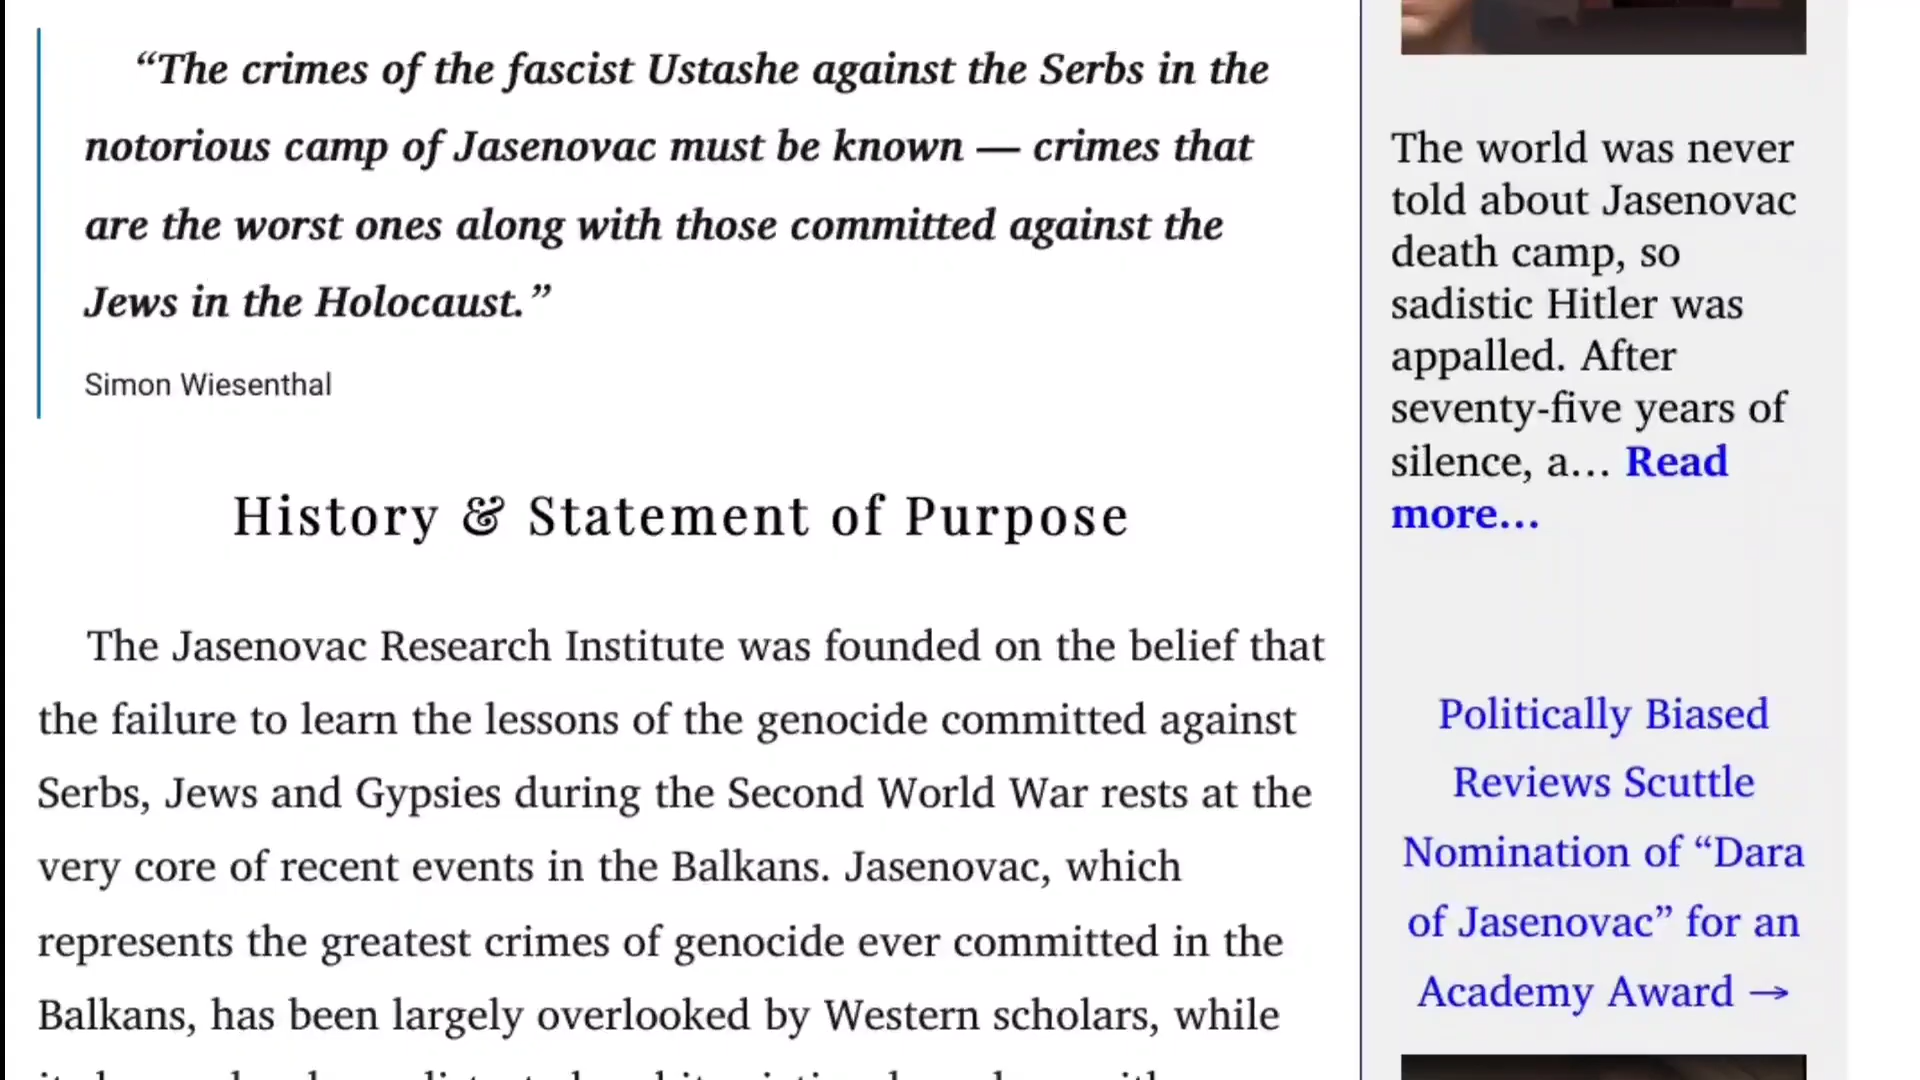 “The crimes of the fascist Ustashe against the Serbs in the
notorious camp of Jasenovac must be known — crimes that
are the worst ones along with those committed against the
Jews in the Holocaust.”
Simon Wiesenthal
History & Statement of Purpose
The Jasenovac Research Institute was founded on the belief that
the failure to learn the lessons of the genocide committed against
Serbs, Jews and Gypsies during the Second World War rests at the
very core of recent events in the Balkans. Jasenovac, which
represents the greatest crimes of genocide ever committed in the
Balkans, has been largely overlooked by Western scholars, while
The world was never
told about Jasenovac
death camp, so
sadistic Hitler was
appalled. After
seventy-five years of
silence, a... Read
more...
Politically Biased
Reviews Scuttle
Nomination of “Dara
of Jasenovac” for an
Academy Award →